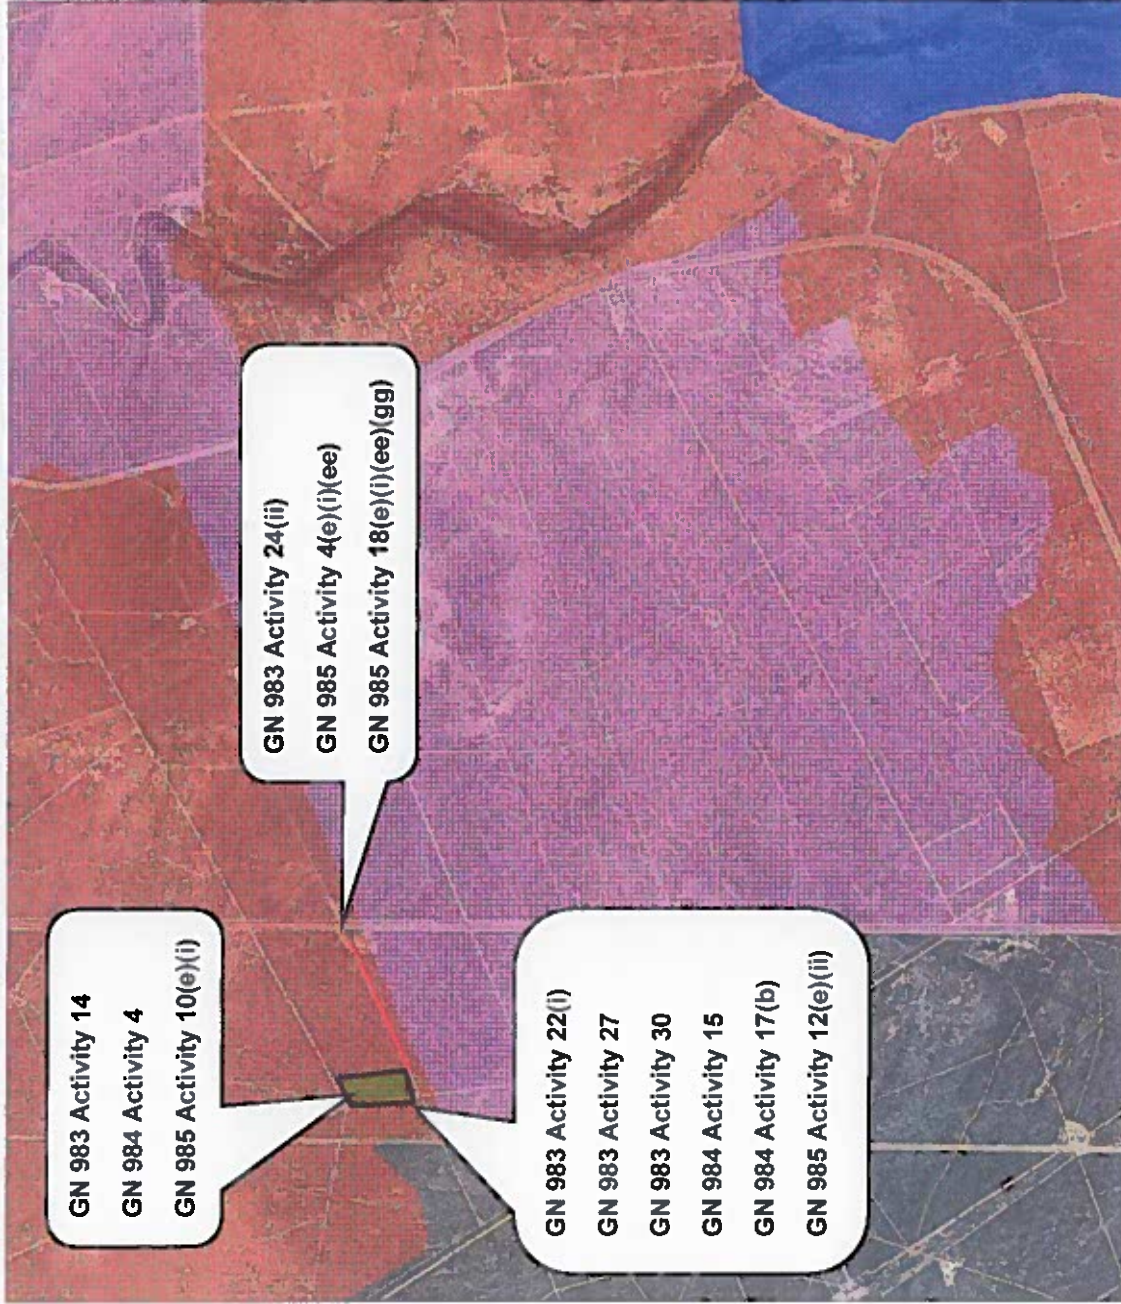 GN 983 Activity 14
GN 984 Activity 4
GN 985 Activity 10(e)(i)
GN 983 Activity 24(ii)
GN 985 Activity 4(e)(i)(ee)
GN 985 Activity 18(e)(i)(ee)(gg)
GN 983 Activity 22(i)
GN 983 Activity 27
GN 983 Activity 30
GN 984 Activity 15
GN 984 Activity 17(b)
GN 985 Activity 12(e)(ii)